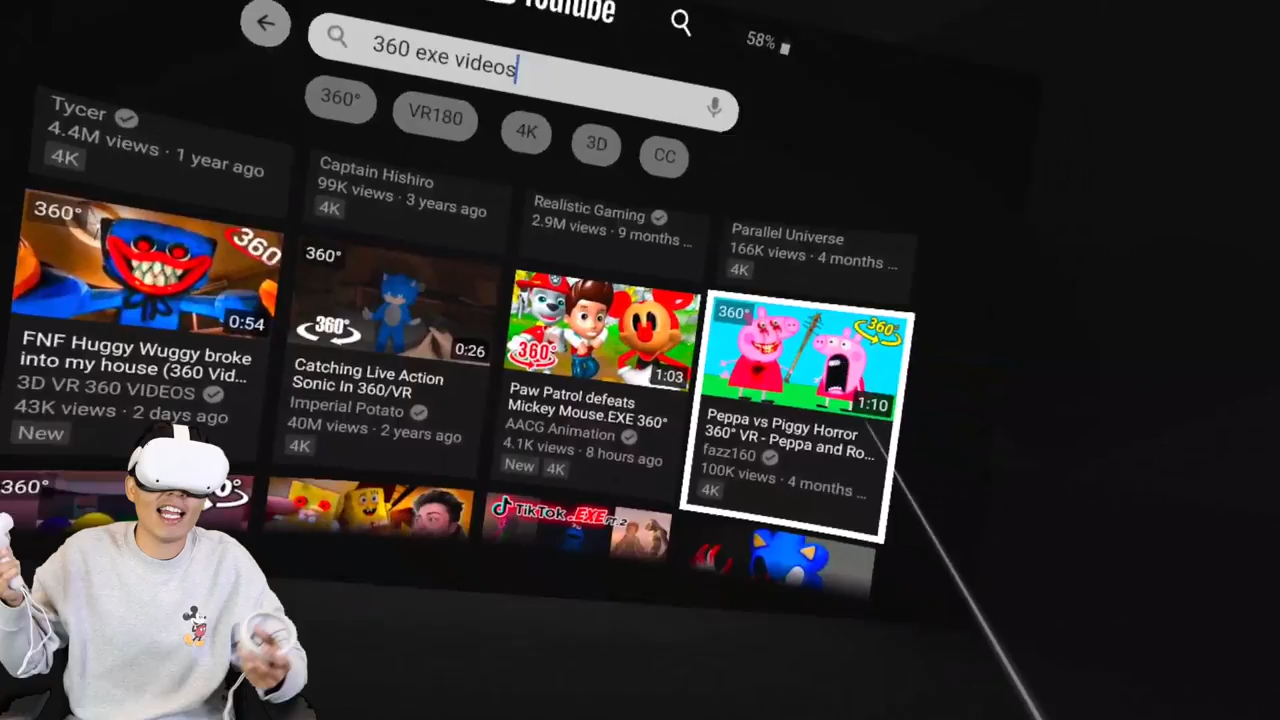 YouTube
58%
360 exe videos
360°
VR180
4K
3D
CC
Tycer
4.4M views · 1 year ago
4K
Captain Hishiro
99K views · 3 years ago
4K
Realistic Gaming
2.9M views · 9 months ...
Parallel Universe
166K views · 4 months ...
4K
360°
360
0:54
FNF Huggy Wuggy broke
into my house (360 Vid...
3D VR 360 VIDEOS
43K views · 2 days ago
New
360°
360°
0:26
Catching Live Action
Sonic In 360/VR
Imperial Potato
40M views · 2 years ago
4K
360°
1:03
Paw Patrol defeats
Mickey Mouse.EXE 360°
AACG Animation
4.1K views · 8 hours ago
New 4K
360°
360°
1:10
Peppa vs Piggy Horror
360° VR - Peppa and Ro...
fazz160
100K views · 4 months ...
4K
360°
TikTok.EXE PT.2